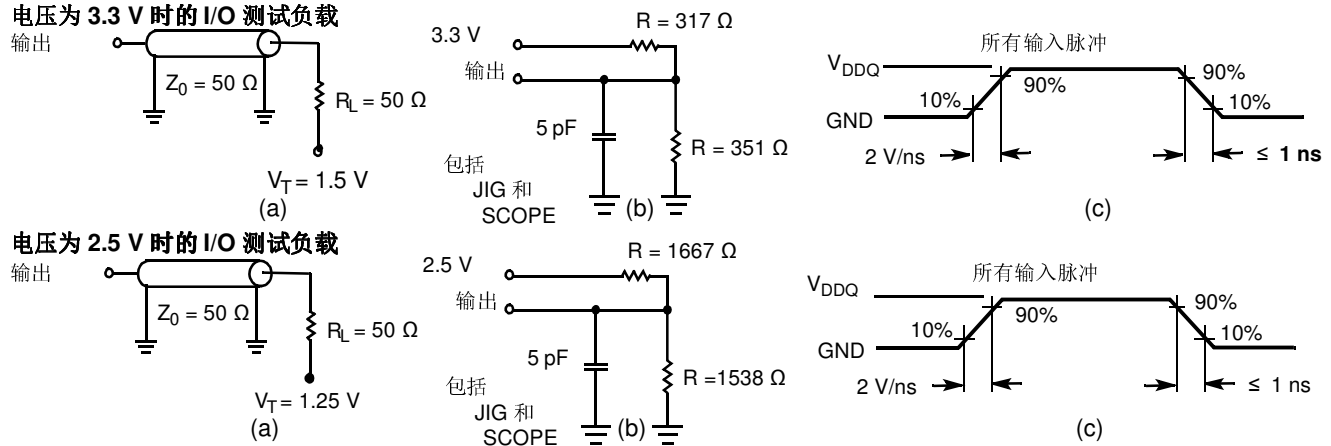 电压为 3.3 V 时的 I/O 测试负载
输出
Z0 = 50 Ω
RL = 50 Ω
VT = 1.5 V
(a)
R = 317 Ω
3.3 V
输出
5 pF
R = 351 Ω
包括
JIG 和
SCOPE
(b)
所有输入脉冲
VDDQ
90%
90%
10%
10%
GND
2 V/ns
≤ 1 ns
(c)
电压为 2.5 V 时的 I/O 测试负载
输出
Z0 = 50 Ω
RL = 50 Ω
VT = 1.25 V
(a)
R = 1667 Ω
2.5 V
输出
5 pF
R =1538 Ω
包括
JIG 和
SCOPE
(b)
所有输入脉冲
VDDQ
90%
90%
10%
10%
GND
2 V/ns
≤ 1 ns
(c)